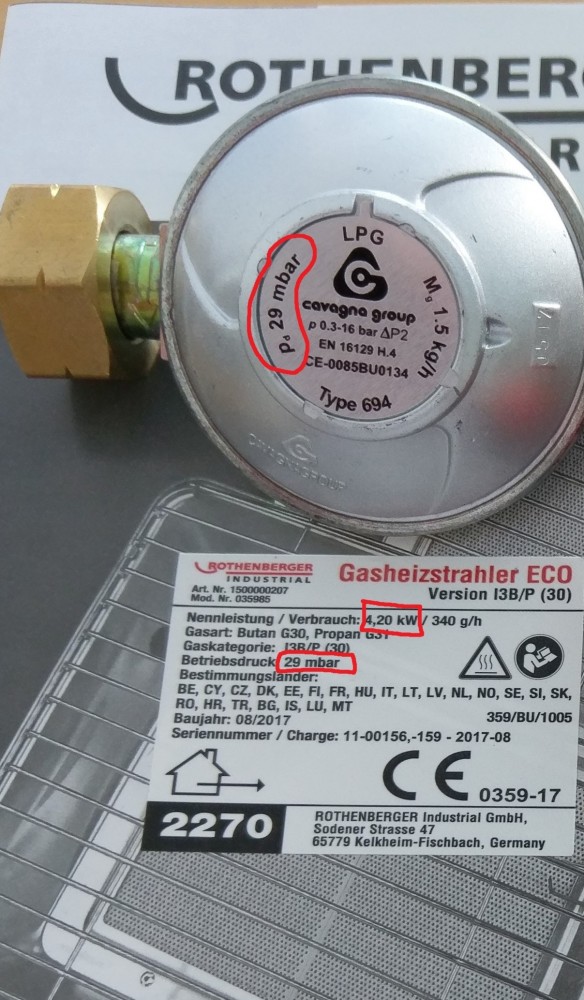 ROTHENBER
LPG
Pd 29 mbar
Mg 1.5 kg/h
cavagna group
p 0.3-16 bar ΔP2
EN 16129 H.4
CE-0085BU0134
Type 694
CAVAGNAGROUP
ROTHENBERGER
INDUSTRIAL
Gasheizstrahler ECO
Version I3B/P (30)
Art. Nr. 1500000207
Mod. Nr. 035985
Nennleistung / Verbrauch: 4,20 kW / 340 g/h
Gasart: Butan G30, Propan G31
Gaskategorie: I3B/P (30)
Betriebsdruck: 29 mbar
Bestimmungsländer:
BE, CY, CZ, DK, EE, FI, FR, HU, IT, LT, LV, NL, NO, SE, SI, SK,
RO, HR, TR, BG, IS, LU, MT
Baujahr: 08/2017
359/BU/1005
Seriennummer / Charge: 11-00156,-159 - 2017-08
CE 0359-17
2270
ROTHENBERGER Industrial GmbH,
Sodener Strasse 47
65779 Kelkheim-Fischbach, Germany